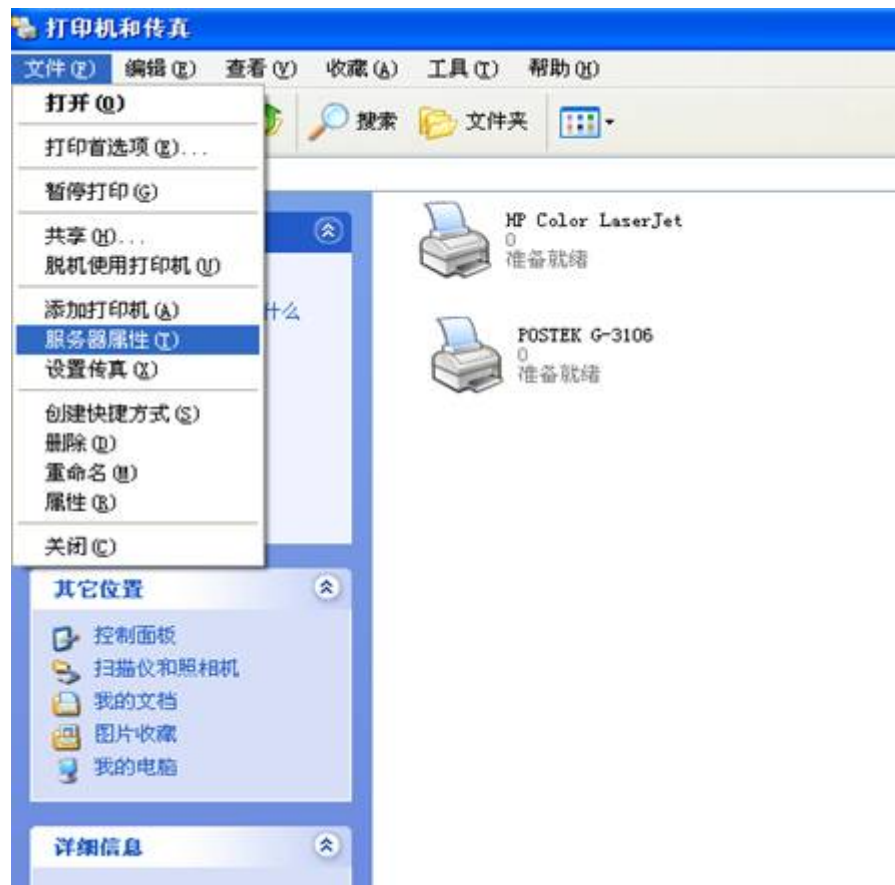 打印机和传真
文件(F) 编辑(E) 查看(V) 收藏(A) 工具(T) 帮助(H)
打开(O)
搜索 文件夹
打印首选项(E)...
暂停打印(G)
共享(H)...
脱机使用打印机(U)
添加打印机(A)
服务器属性(T)
设置传真(X)
创建快捷方式(S)
删除(D)
重命名(M)
属性(R)
关闭(C)
什么
HP Color LaserJet
0
准备就绪
POSTEK G-3106
0
准备就绪
其它位置
控制面板
扫描仪和照相机
我的文档
图片收藏
我的电脑
详细信息